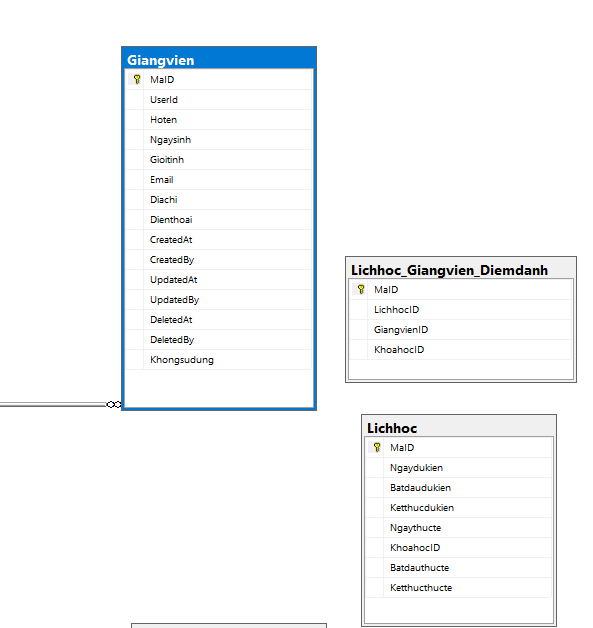 Giangvien
MaID
UserId
Hoten
Ngaysinh
Gioitinh
Email
Diachi
Dienthoai
CreatedAt
CreatedBy
UpdatedAt
UpdatedBy
DeletedAt
DeletedBy
Khongsudung
Lichhoc_Giangvien_Diemdanh
MaID
LichhocID
GiangvienID
KhoahocID
Lichhoc
MaID
Ngaydukien
Batdaudukien
Ketthucdukien
Ngaythucte
KhoahocID
Batdauthucte
Ketthucthucte